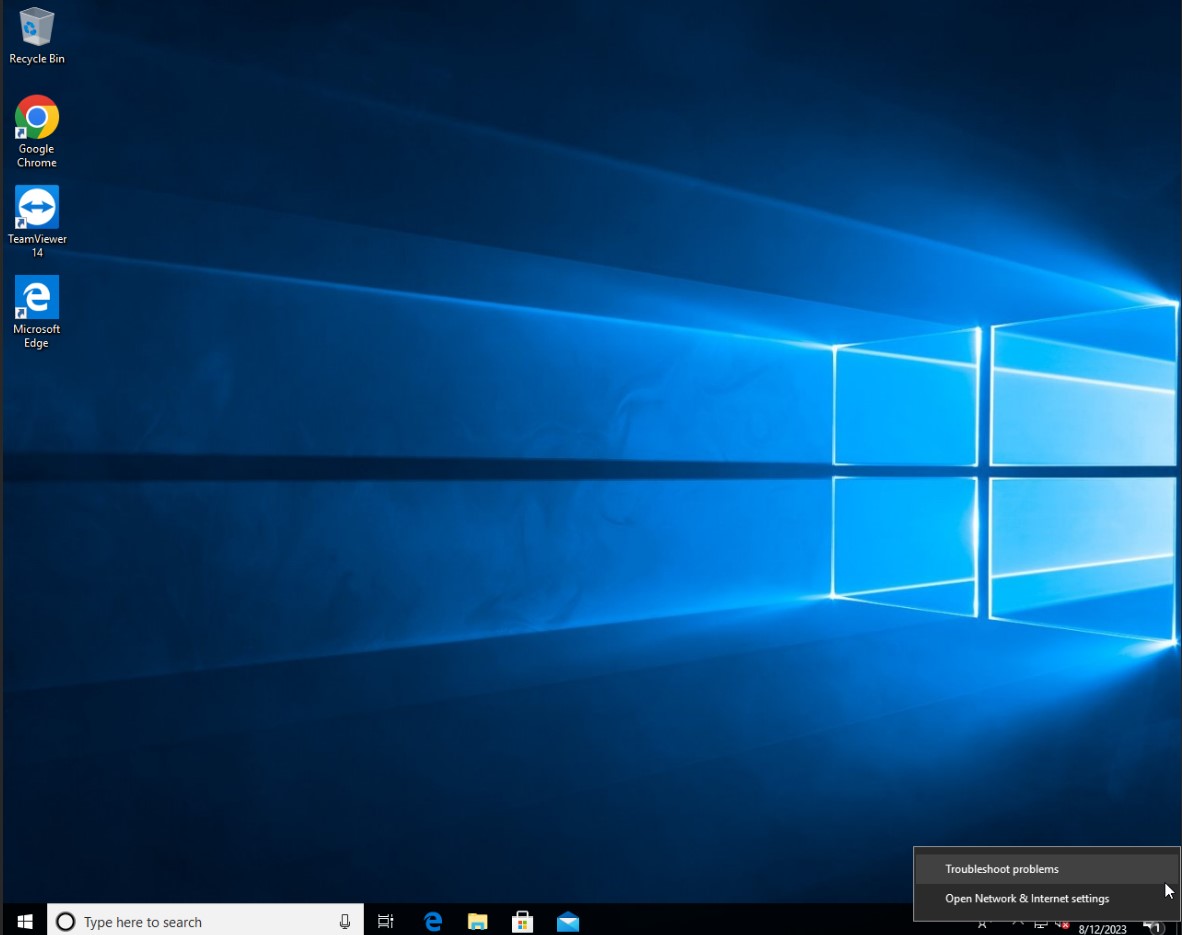 Recycle Bin
Google
Chrome
TeamViewer
14
Microsoft
Edge
Troubleshoot problems
Open Network & Internet settings
Type here to search
8/12/2023
1